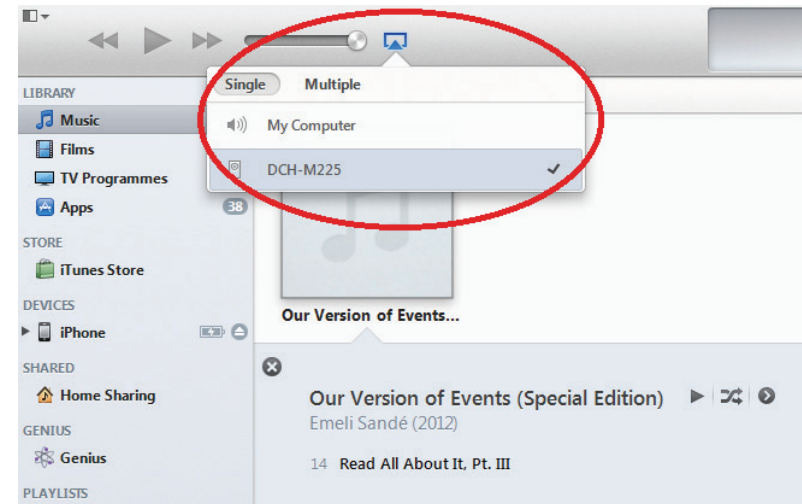 Single Multiple
My Computer
DCH-M225
LIBRARY
Music
Films
TV Programmes
Apps 38
STORE
iTunes Store
DEVICES
iPhone
SHARED
Home Sharing
GENIUS
Genius
PLAYLISTS
Our Version of Events...
Our Version of Events (Special Edition)
Emeli Sandé (2012)
14 Read All About It, Pt. III